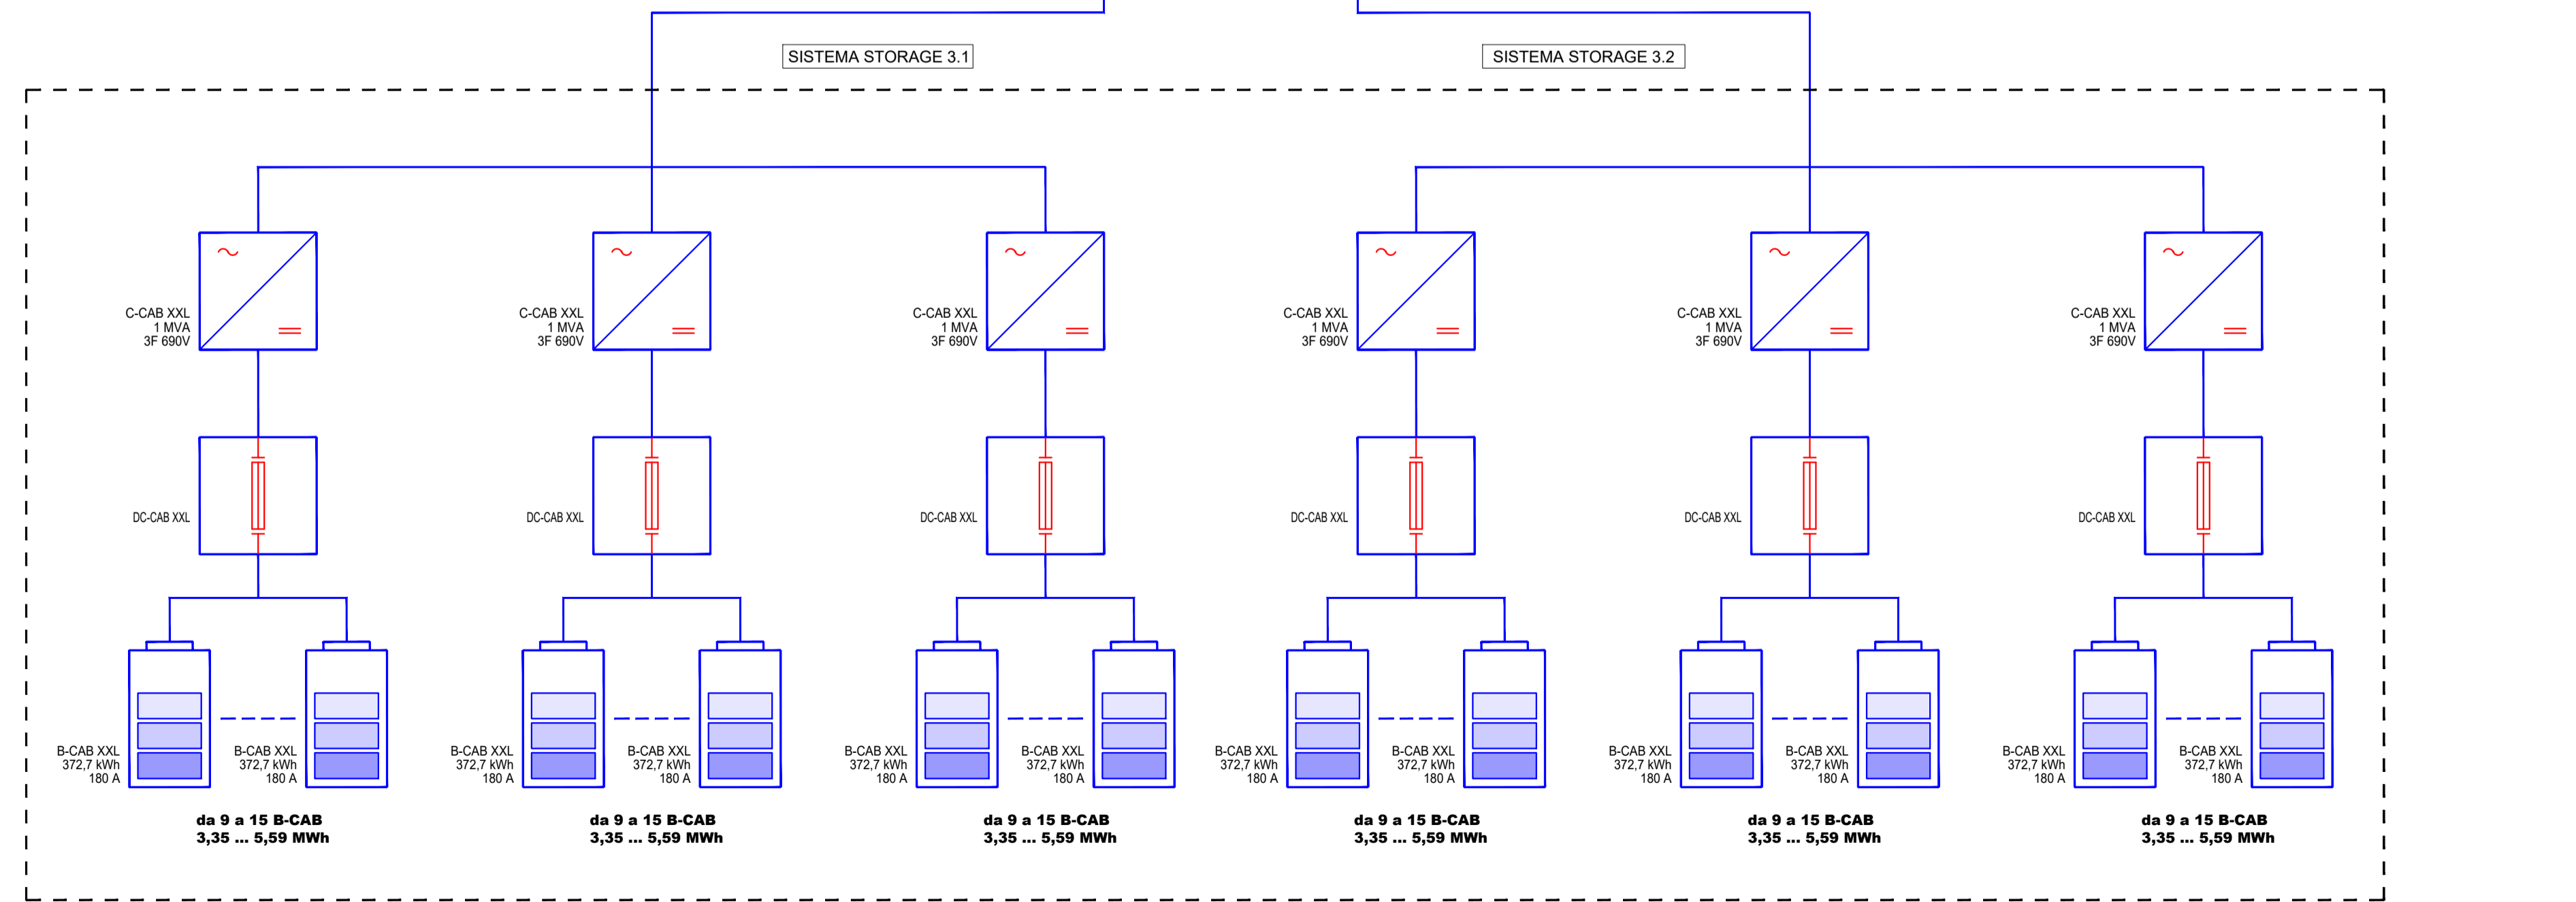 SISTEMA STORAGE 3.1
SISTEMA STORAGE 3.2
C-CAB XXL
1 MVA
3F 690V
C-CAB XXL
1 MVA
3F 690V
C-CAB XXL
1 MVA
3F 690V
C-CAB XXL
1 MVA
3F 690V
C-CAB XXL
1 MVA
3F 690V
C-CAB XXL
1 MVA
3F 690V
DC-CAB XXL
DC-CAB XXL
DC-CAB XXL
DC-CAB XXL
DC-CAB XXL
DC-CAB XXL
B-CAB XXL
372,7 kWh
180 A
B-CAB XXL
372,7 kWh
180 A
B-CAB XXL
372,7 kWh
180 A
B-CAB XXL
372,7 kWh
180 A
B-CAB XXL
372,7 kWh
180 A
B-CAB XXL
372,7 kWh
180 A
B-CAB XXL
372,7 kWh
180 A
B-CAB XXL
372,7 kWh
180 A
B-CAB XXL
372,7 kWh
180 A
B-CAB XXL
372,7 kWh
180 A
B-CAB XXL
372,7 kWh
180 A
B-CAB XXL
372,7 kWh
180 A
da 9 a 15 B-CAB
3,35 ... 5,59 MWh
da 9 a 15 B-CAB
3,35 ... 5,59 MWh
da 9 a 15 B-CAB
3,35 ... 5,59 MWh
da 9 a 15 B-CAB
3,35 ... 5,59 MWh
da 9 a 15 B-CAB
3,35 ... 5,59 MWh
da 9 a 15 B-CAB
3,35 ... 5,59 MWh